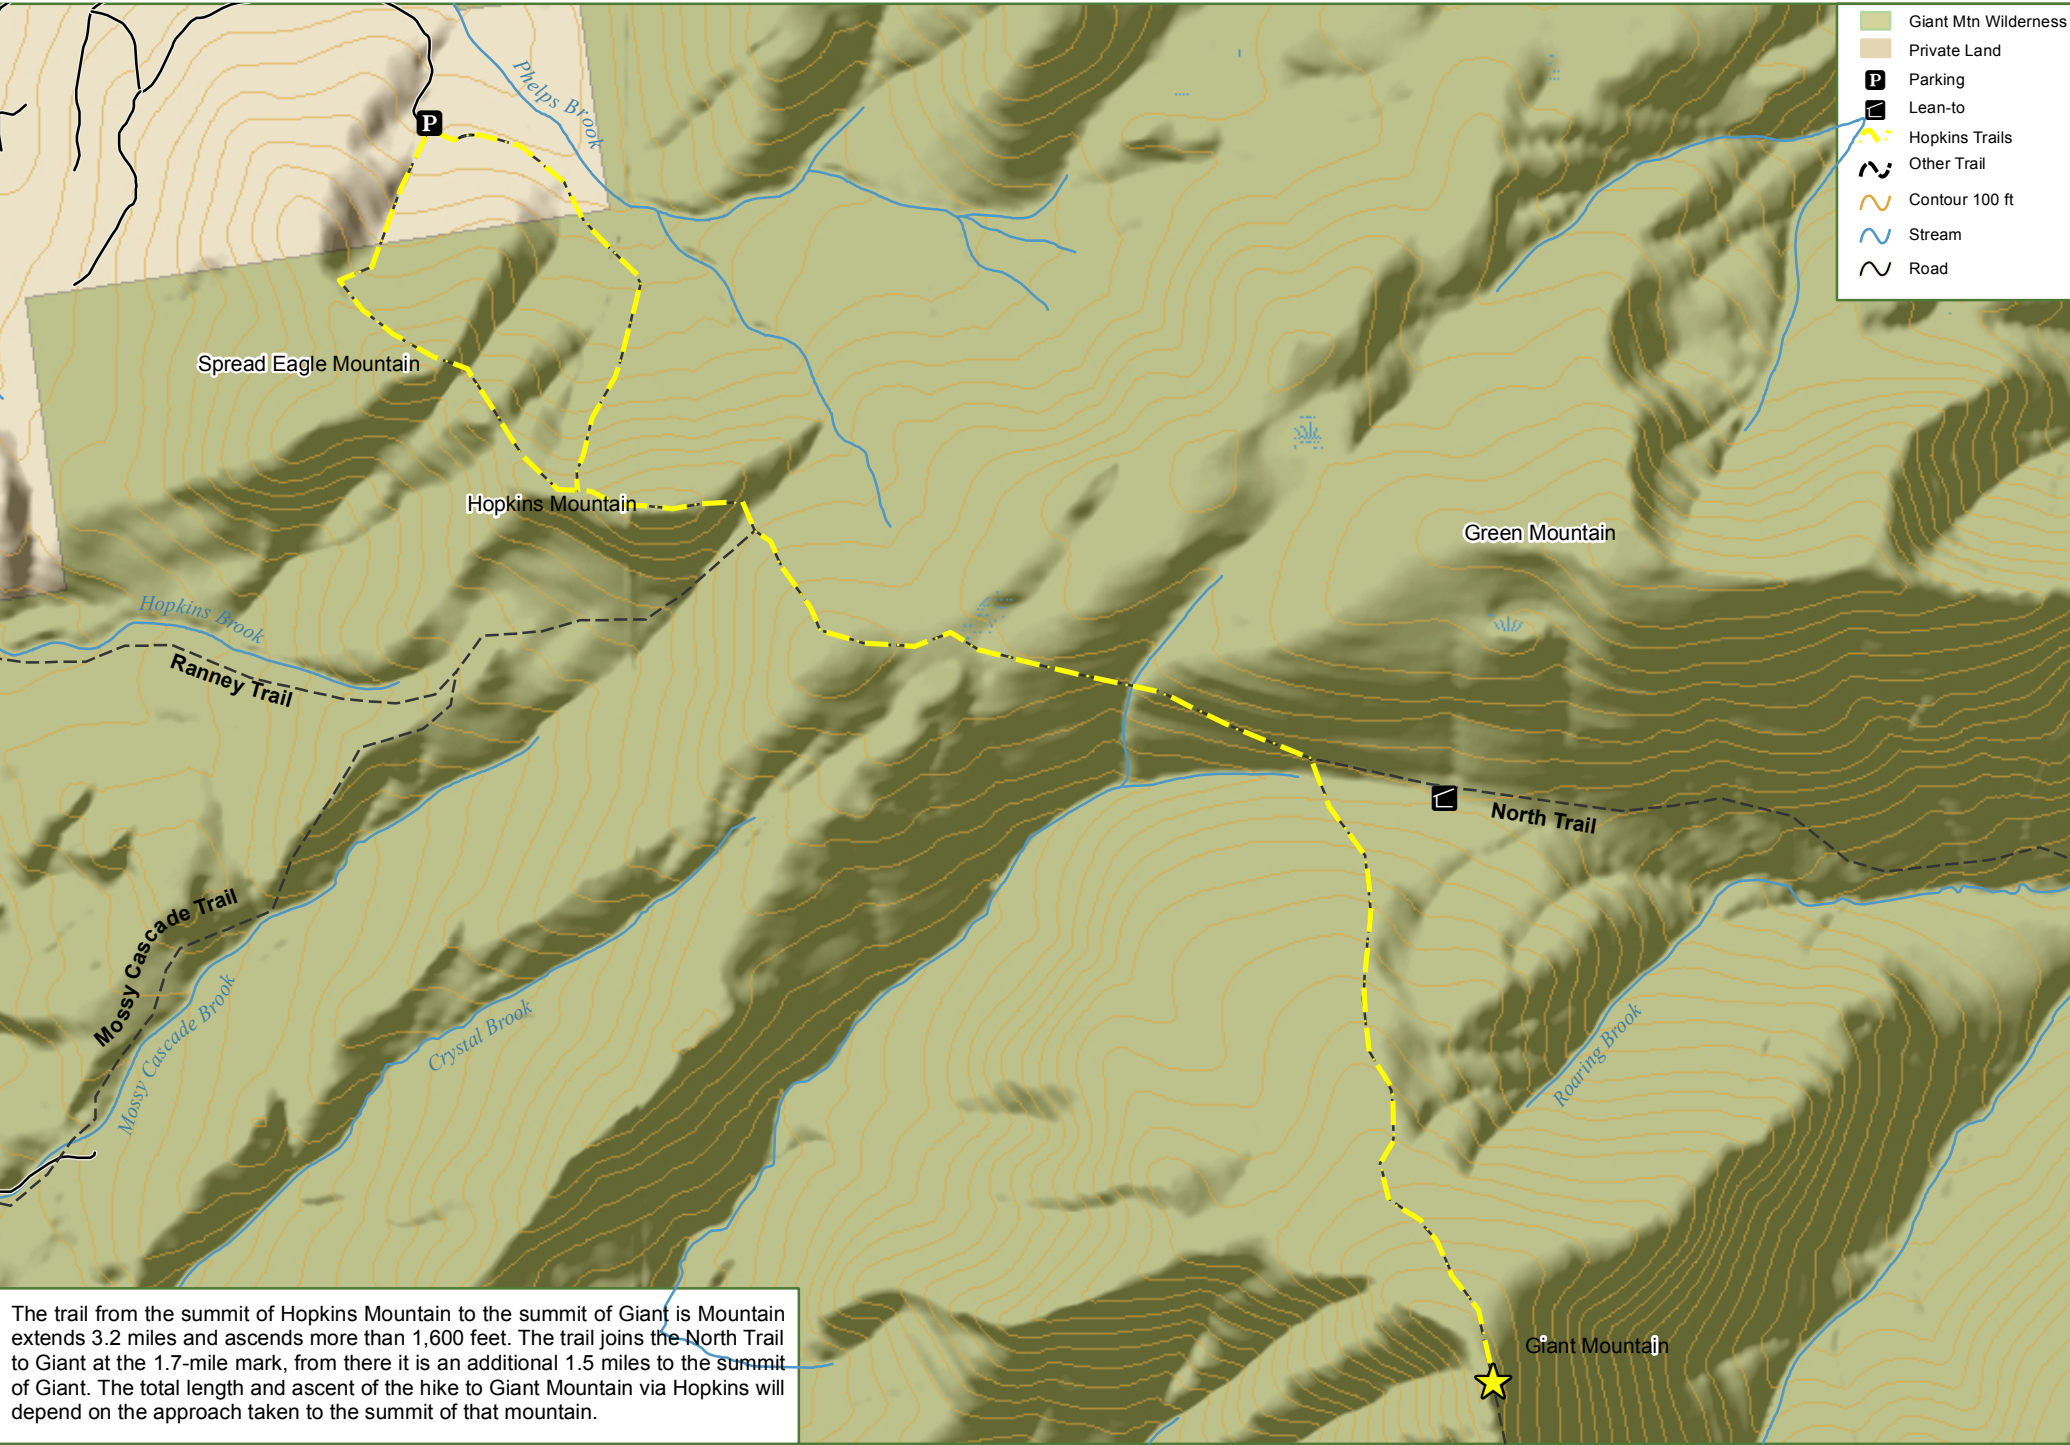 Giant Mtn Wilderness
Private Land
P
Parking
Lean-to
Hopkins Trails
Other Trail
Contour 100 ft
Stream
Road
Phelps Brook
P
Spread Eagle Mountain
Hopkins Mountain
Green Mountain
Hopkins Brook
Ranney Trail
North Trail
Mossy Cascade Trail
Mossy Cascade Brook
Crystal Brook
Roaring Brook
Giant Mountain
The trail from the summit of Hopkins Mountain to the summit of Giant is Mountain
extends 3.2 miles and ascends more than 1,600 feet. The trail joins the North Trail
to Giant at the 1.7-mile mark, from there it is an additional 1.5 miles to the summit
of Giant. The total length and ascent of the hike to Giant Mountain via Hopkins will
depend on the approach taken to the summit of that mountain.